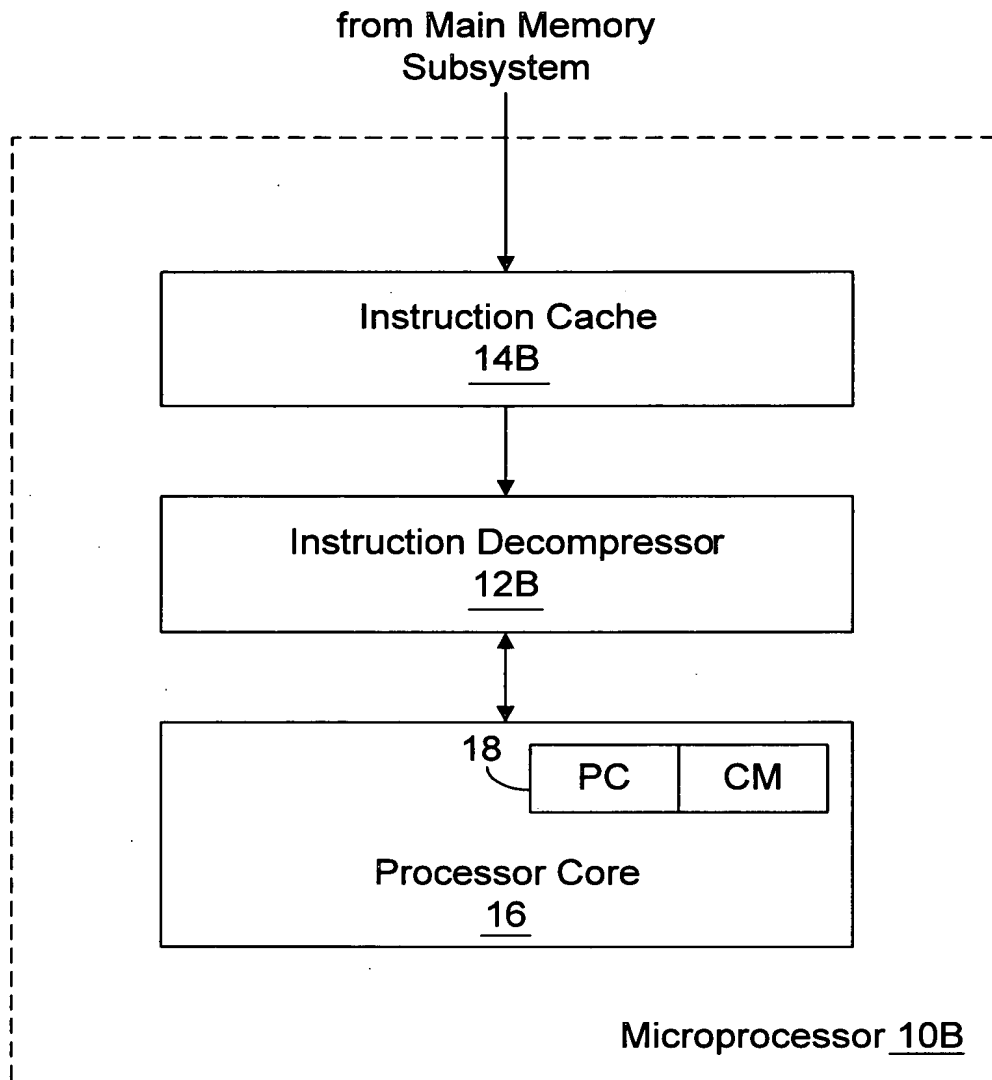 from Main Memory
Subsystem
Instruction Cache
14B
Instruction Decompressor
12B
18
PC CM
Processor Core
16
Microprocessor 10B